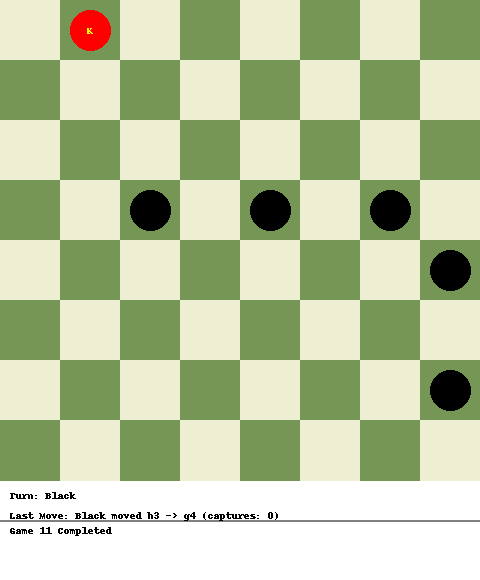 K
Turn: Black
Last Move: Black moved h3 -> g4 (captures: 0)
Game 11 Completed